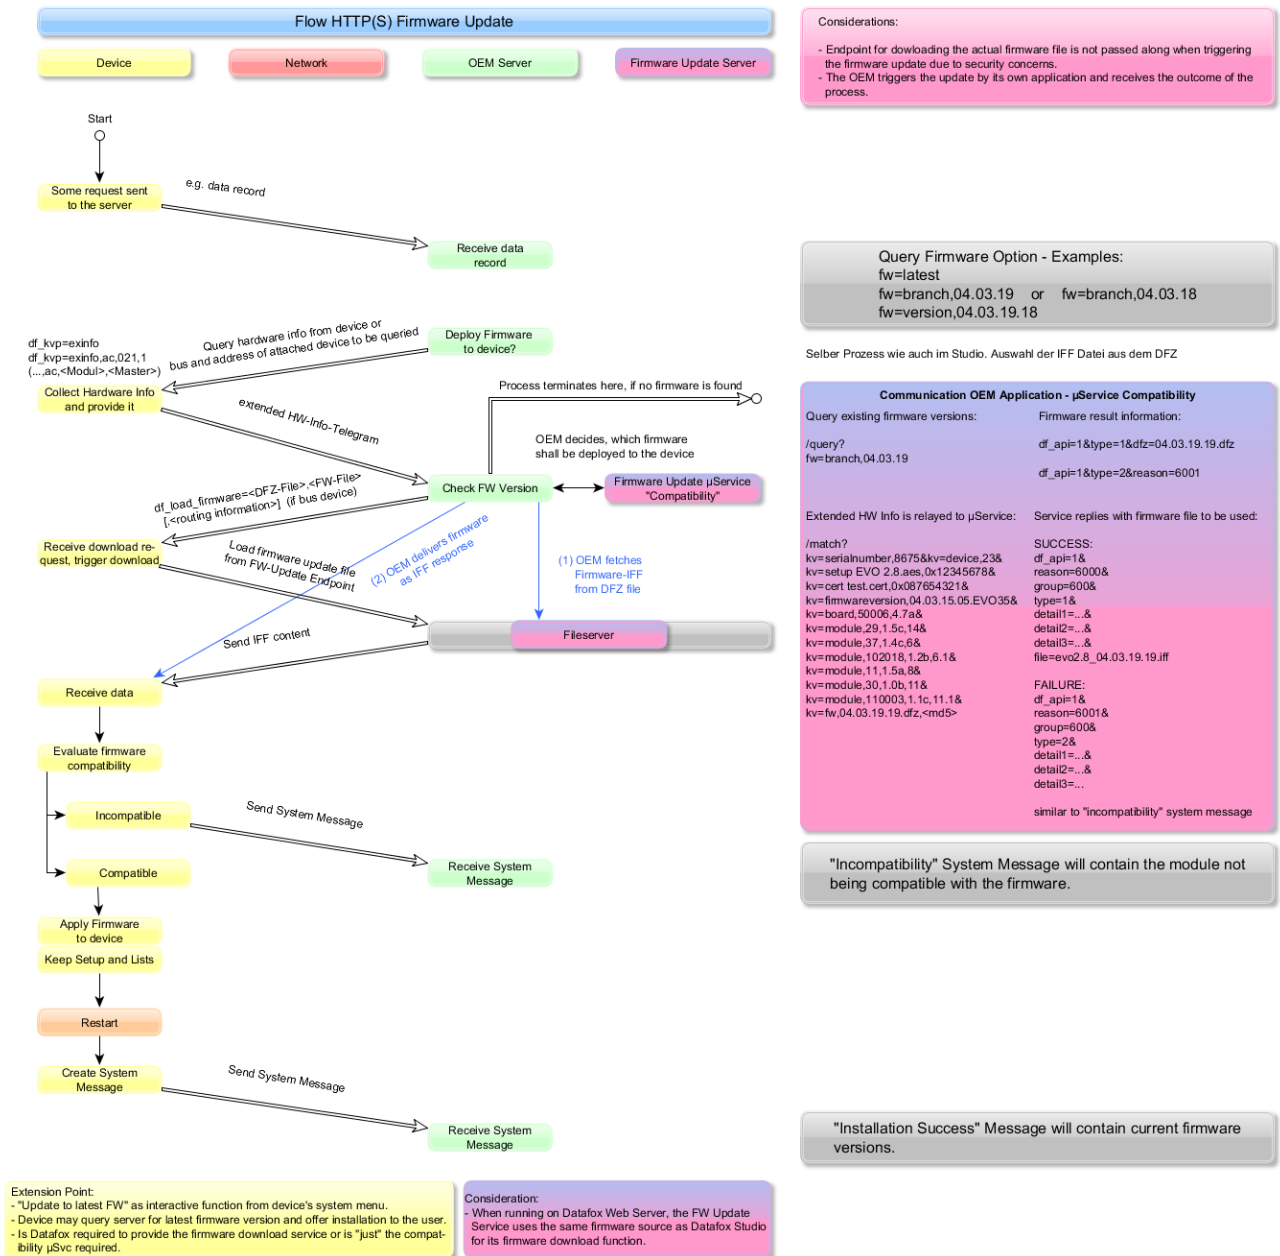 Flow HTTP(S) Firmware Update
Device
Network
OEM Server
Firmware Update Server
Considerations:
- Endpoint for dowloading the actual firmware file is not passed along when triggering
the firmware update due to security concerns.
- The OEM triggers the update by its own application and receives the outcome of the
process.
Start
Some request sent
to the server
e.g. data record
Receive data
record
Query Firmware Option - Examples:
fw=latest
fw=branch,04.03.19 or fw=branch,04.03.18
fw=version,04.03.19.18
Selber Prozess wie auch im Studio. Auswahl der IFF Datei aus dem DFZ
Deploy Firmware
to device?
Query hardware info from device or
bus and address of attached device to be queried
df_kvp=exinfo
df_kvp=exinfo,ac,021,1
(...,ac,<Modul>,<Master>)
Collect Hardware Info
and provide it
extended HW-Info-Telegram
Process terminates here, if no firmware is found
OEM decides, which firmware
shall be deployed to the device
Check FW Version
Firmware Update µService
"Compatibility"
df_load_firmware=<DFZ-File>,<FW-File>
[,<routing information>] (if bus device)
Receive download re-
quest, trigger download
Load firmware update file
from FW-Update Endpoint
(2) OEM delivers firmware
as IFF response
(1) OEM fetches
Firmware-IFF
from DFZ file
Fileserver
Send IFF content
Receive data
Evaluate firmware
compatibility
Incompatible
Send System Message
Receive System
Message
Compatible
Apply Firmware
to device
Keep Setup and Lists
Restart
Create System
Message
Send System Message
Receive System
Message
Communication OEM Application - µService Compatibility
Query existing firmware versions:
/query?
fw=branch,04.03.19
Firmware result information:
df_api=1&type=1&dfz=04.03.19.19.dfz
df_api=1&type=2&reason=6001
Extended HW Info is relayed to µService:
/match?
kv=serialnumber,8675&kv=device,23&
kv=setup EVO 2.8.aes,0x12345678&
kv=cert test.cert,0x087654321&
kv=firmwareversion,04.03.15.05.EVO35&
kv=board,50006,4.7a&
kv=module,29,1.5c,14&
kv=module,37,1.4c,6&
kv=module,102018,1.2b,6.1&
kv=module,11,1.5a,8&
kv=module,30,1.0b,11&
kv=module,110003,1.1c,11.1&
kv=fw,04.03.19.19.dfz,<md5>
Service replies with firmware file to be used:
SUCCESS:
df_api=1&
reason=6000&
group=600&
type=1&
detail1=...&
detail2=...&
detail3=...&
file=evo2.8_04.03.19.19.iff
FAILURE:
df_api=1&
reason=6001&
group=600&
type=2&
detail1=...&
detail2=...&
detail3=...
similar to "incompatibility" system message
"Incompatibility" System Message will contain the module not
being compatible with the firmware.
"Installation Success" Message will contain current firmware
versions.
Extension Point:
- "Update to latest FW" as interactive function from device's system menu.
- Device may query server for latest firmware version and offer installation to the user.
- Is Datafox required to provide the firmware download service or is "just" the compat-
ibility µSvc required.
Consideration:
- When running on Datafox Web Server, the FW Update
Service uses the same firmware source as Datafox Studio
for its firmware download function.